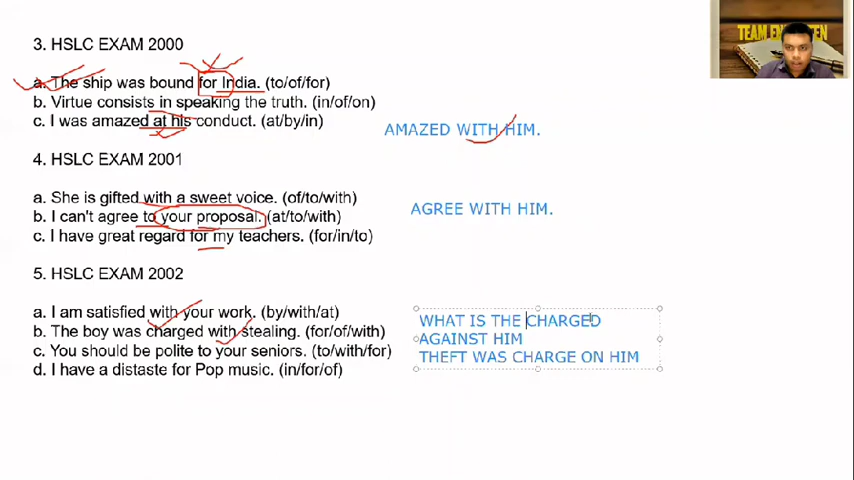 3. HSLC EXAM 2000
a. The ship was bound for India. (to/of/for)
b. Virtue consists in speaking the truth. (in/of/on)
c. I was amazed at his conduct. (at/by/in)
AMAZED WITH HIM.
4. HSLC EXAM 2001
a. She is gifted with a sweet voice. (of/to/with)
b. I can't agree to your proposal. (at/to/with)
c. I have great regard for my teachers. (for/in/to)
AGREE WITH HIM.
5. HSLC EXAM 2002
a. I am satisfied with your work. (by/with/at)
b. The boy was charged with stealing. (for/of/with)
c. You should be polite to your seniors. (to/with/for)
d. I have a distaste for Pop music. (in/for/of)
WHAT IS THE CHARGED
AGAINST HIM
THEFT WAS CHARGE ON HIM